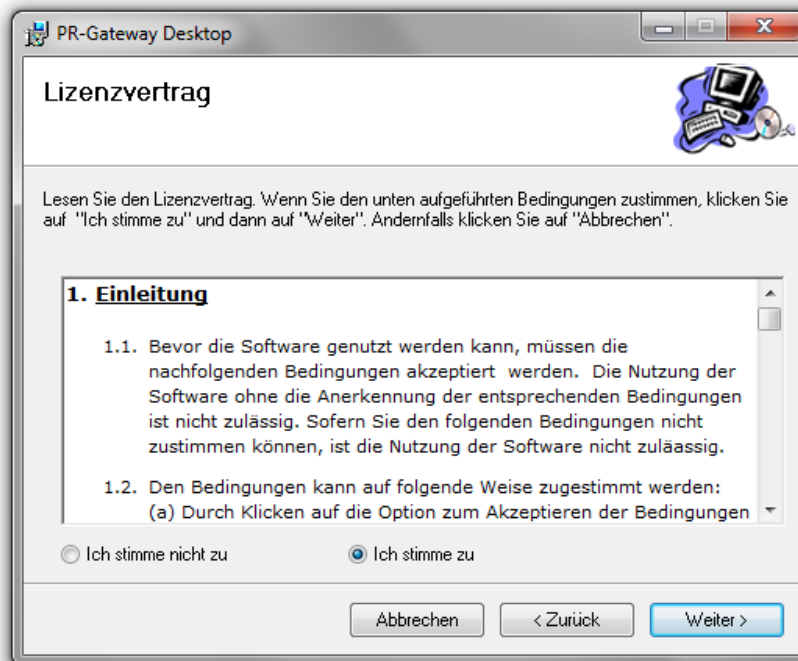 PR-Gateway Desktop
Lizenzvertrag
Lesen Sie den Lizenzvertrag. Wenn Sie den unten aufgeführten Bedingungen zustimmen, klicken Sie
auf "Ich stimme zu" und dann auf "Weiter". Andernfalls klicken Sie auf "Abbrechen".
1. Einleitung
1.1. Bevor die Software genutzt werden kann, müssen die
nachfolgenden Bedingungen akzeptiert werden. Die Nutzung der
Software ohne die Anerkennung der entsprechenden Bedingungen
ist nicht zulässig. Sofern Sie den folgenden Bedingungen nicht
zustimmen können, ist die Nutzung der Software nicht zuläassig.
1.2. Den Bedingungen kann auf folgende Weise zugestimmt werden:
(a) Durch Klicken auf die Option zum Akzeptieren der Bedingungen
Ich stimme nicht zu Ich stimme zu
Abbrechen < Zurück Weiter >